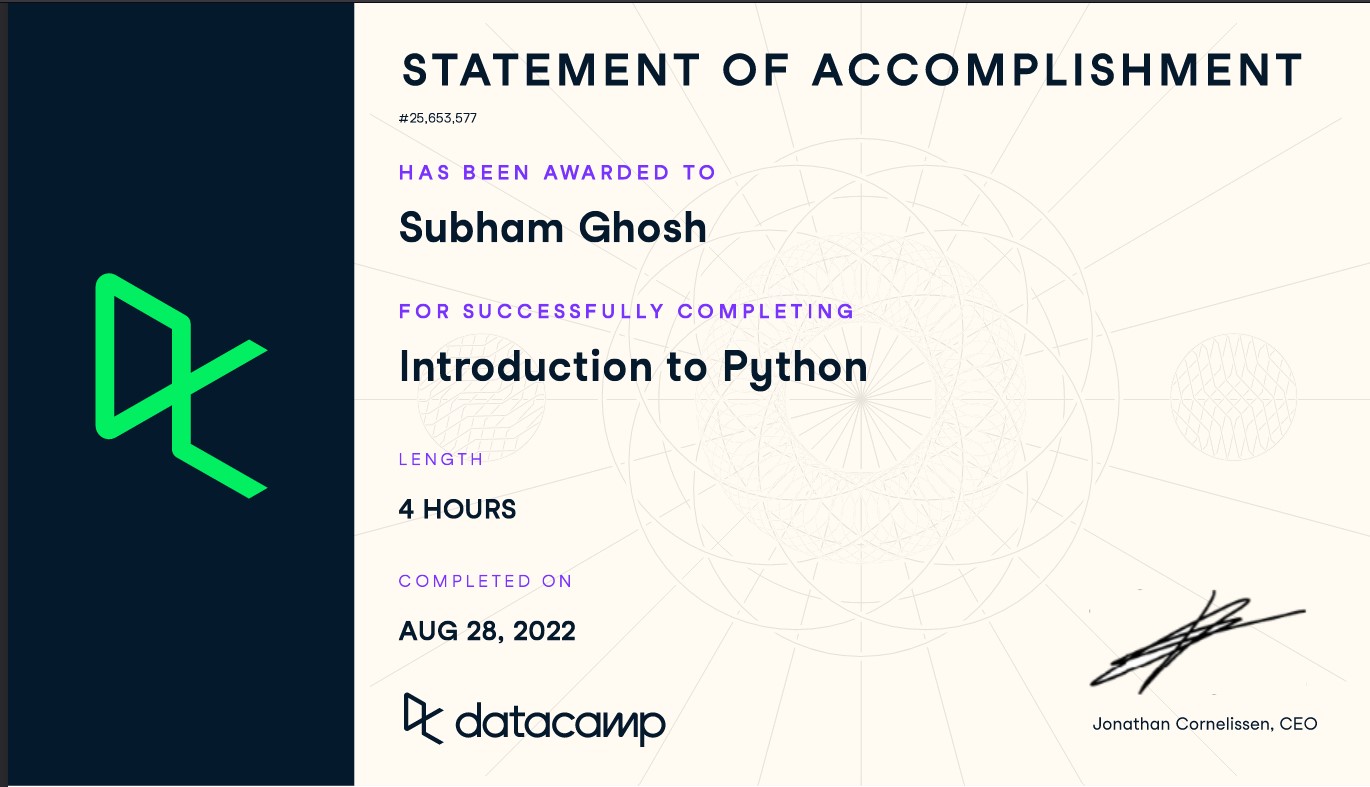 STATEMENT OF ACCOMPLISHMENT
#25,653,577
HAS BEEN AWARDED TO
Subham Ghosh
FOR SUCCESSFULLY COMPLETING
Introduction to Python
LENGTH
4 HOURS
COMPLETED ON
AUG 28, 2022
datacamp
Jonathan Cornelissen, CEO